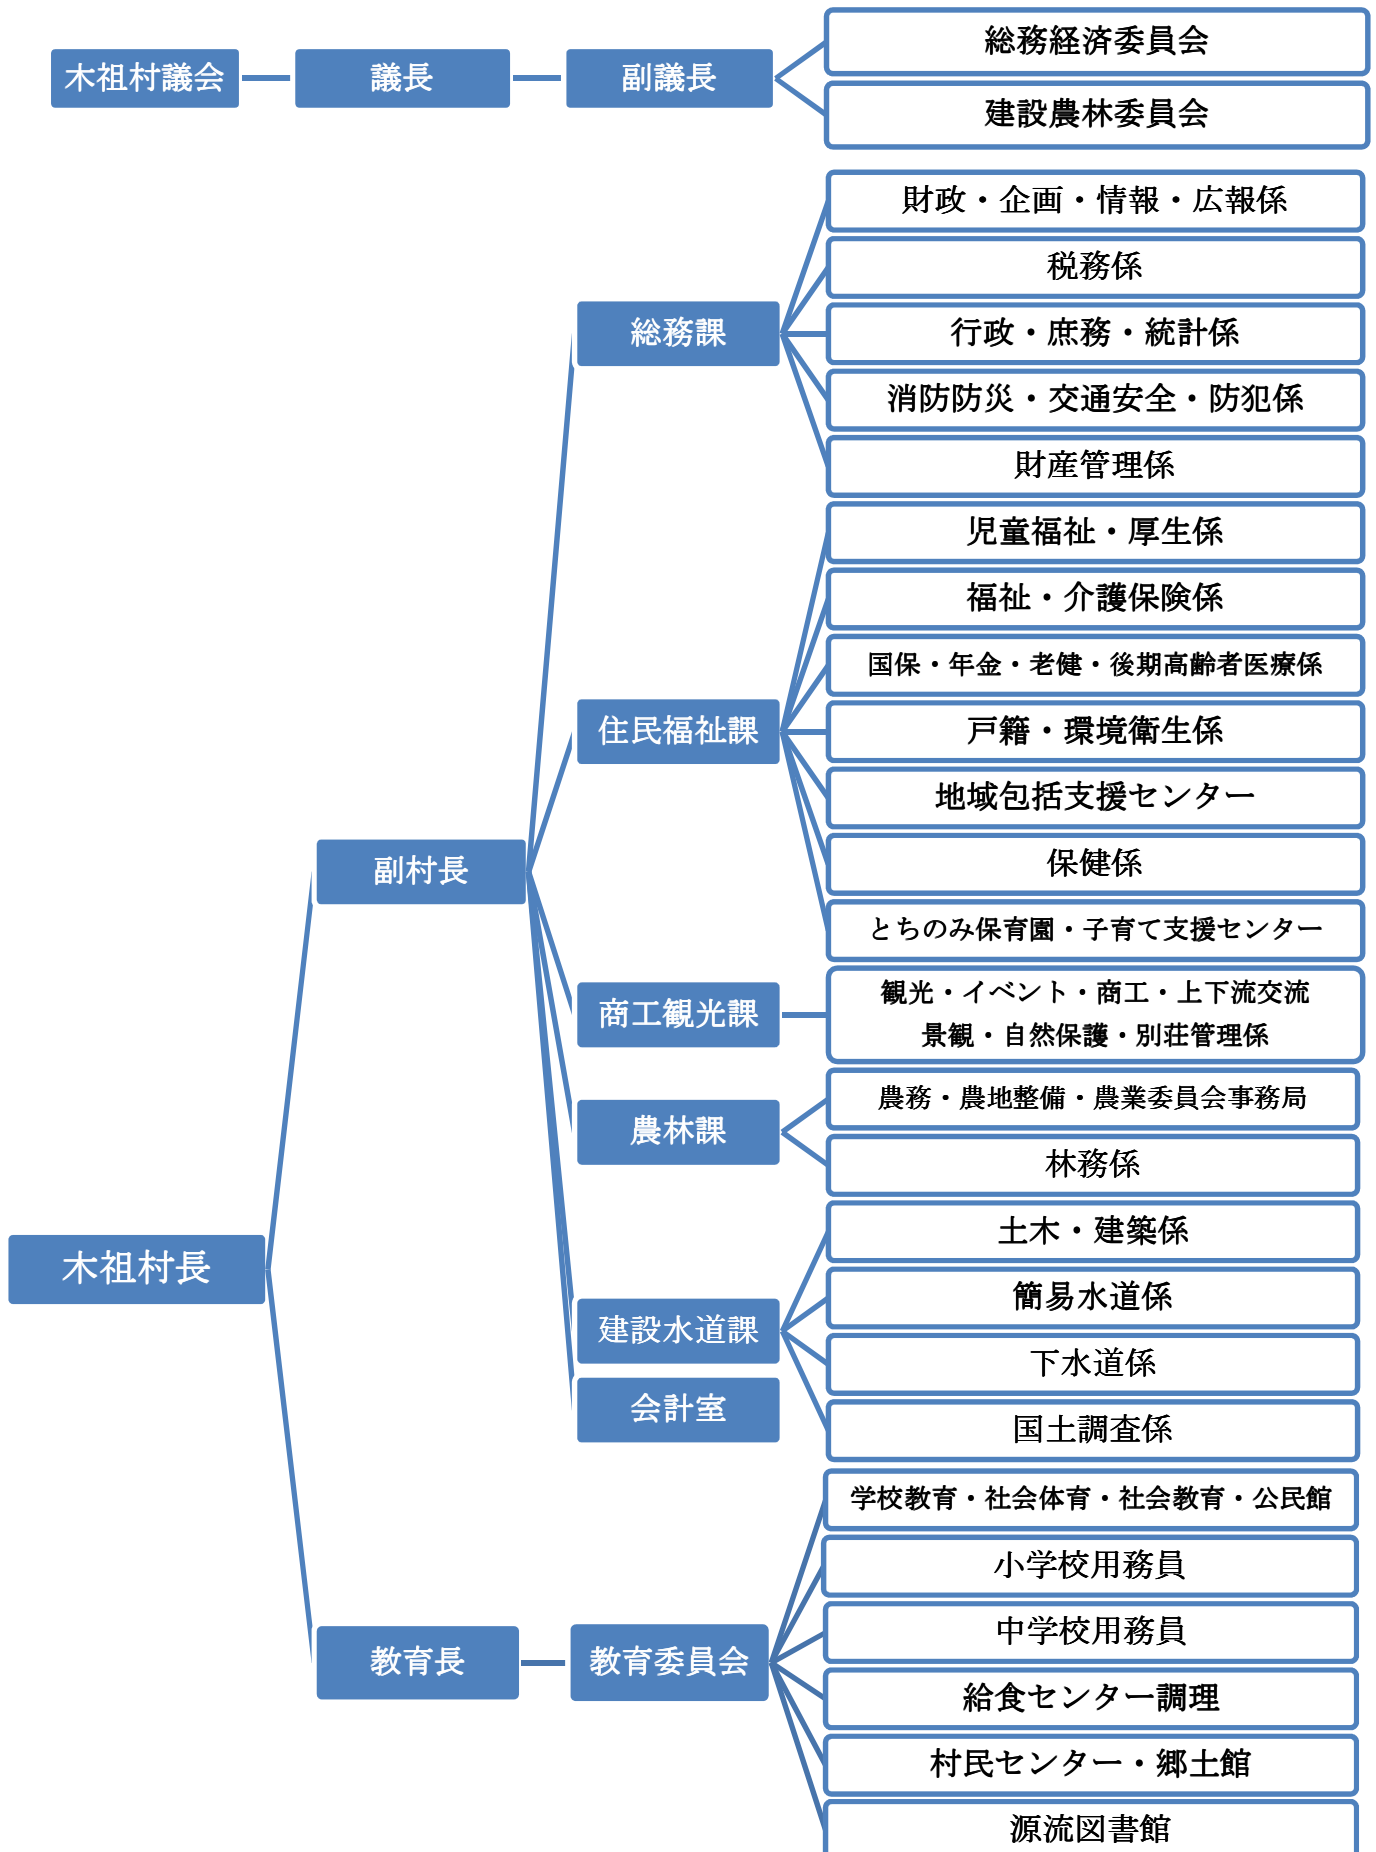 木祖村議会
議長
副議長
総務経済委員会
建設農林委員会
木祖村長
副村長
総務課
財政・企画・情報・広報係
税務係
行政・庶務・統計係
消防防災・交通安全・防犯係
財産管理係
住民福祉課
児童福祉・厚生係
福祉・介護保険係
国保・年金・老健・後期高齢者医療係
戸籍・環境衛生係
地域包括支援センター
保健係
とちのみ保育園・子育て支援センター
商工観光課
観光・イベント・商工・上下流交流
景観・自然保護・別荘管理係
農林課
農務・農地整備・農業委員会事務局
林務係
建設水道課
土木・建築係
簡易水道係
下水道係
国土調査係
会計室
教育長
教育委員会
学校教育・社会体育・社会教育・公民館
小学校用務員
中学校用務員
給食センター調理
村民センター・郷土館
源流図書館